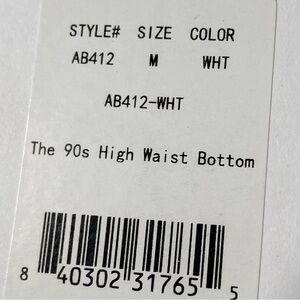 STYLE# SIZE COLOR
AB412 M WHT
AB412-WHT
The 90s High Waist Bottom
8 40302 31765 5